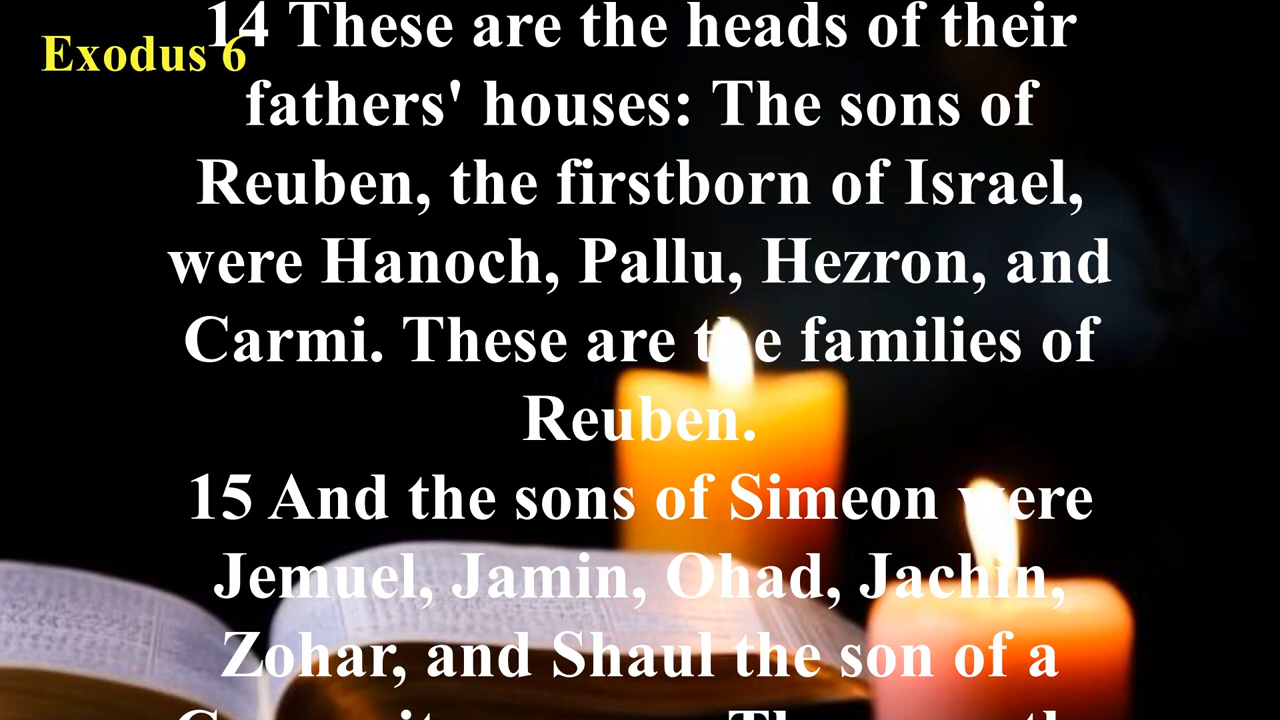 Exodus 6
14 These are the heads of their
fathers' houses: The sons of
Reuben, the firstborn of Israel,
were Hanoch, Pallu, Hezron, and
Carmi. These are the families of
Reuben.
15 And the sons of Simeon were
Jemuel, Jamin, Ohad, Jachin,
Zohar, and Shaul the son of a